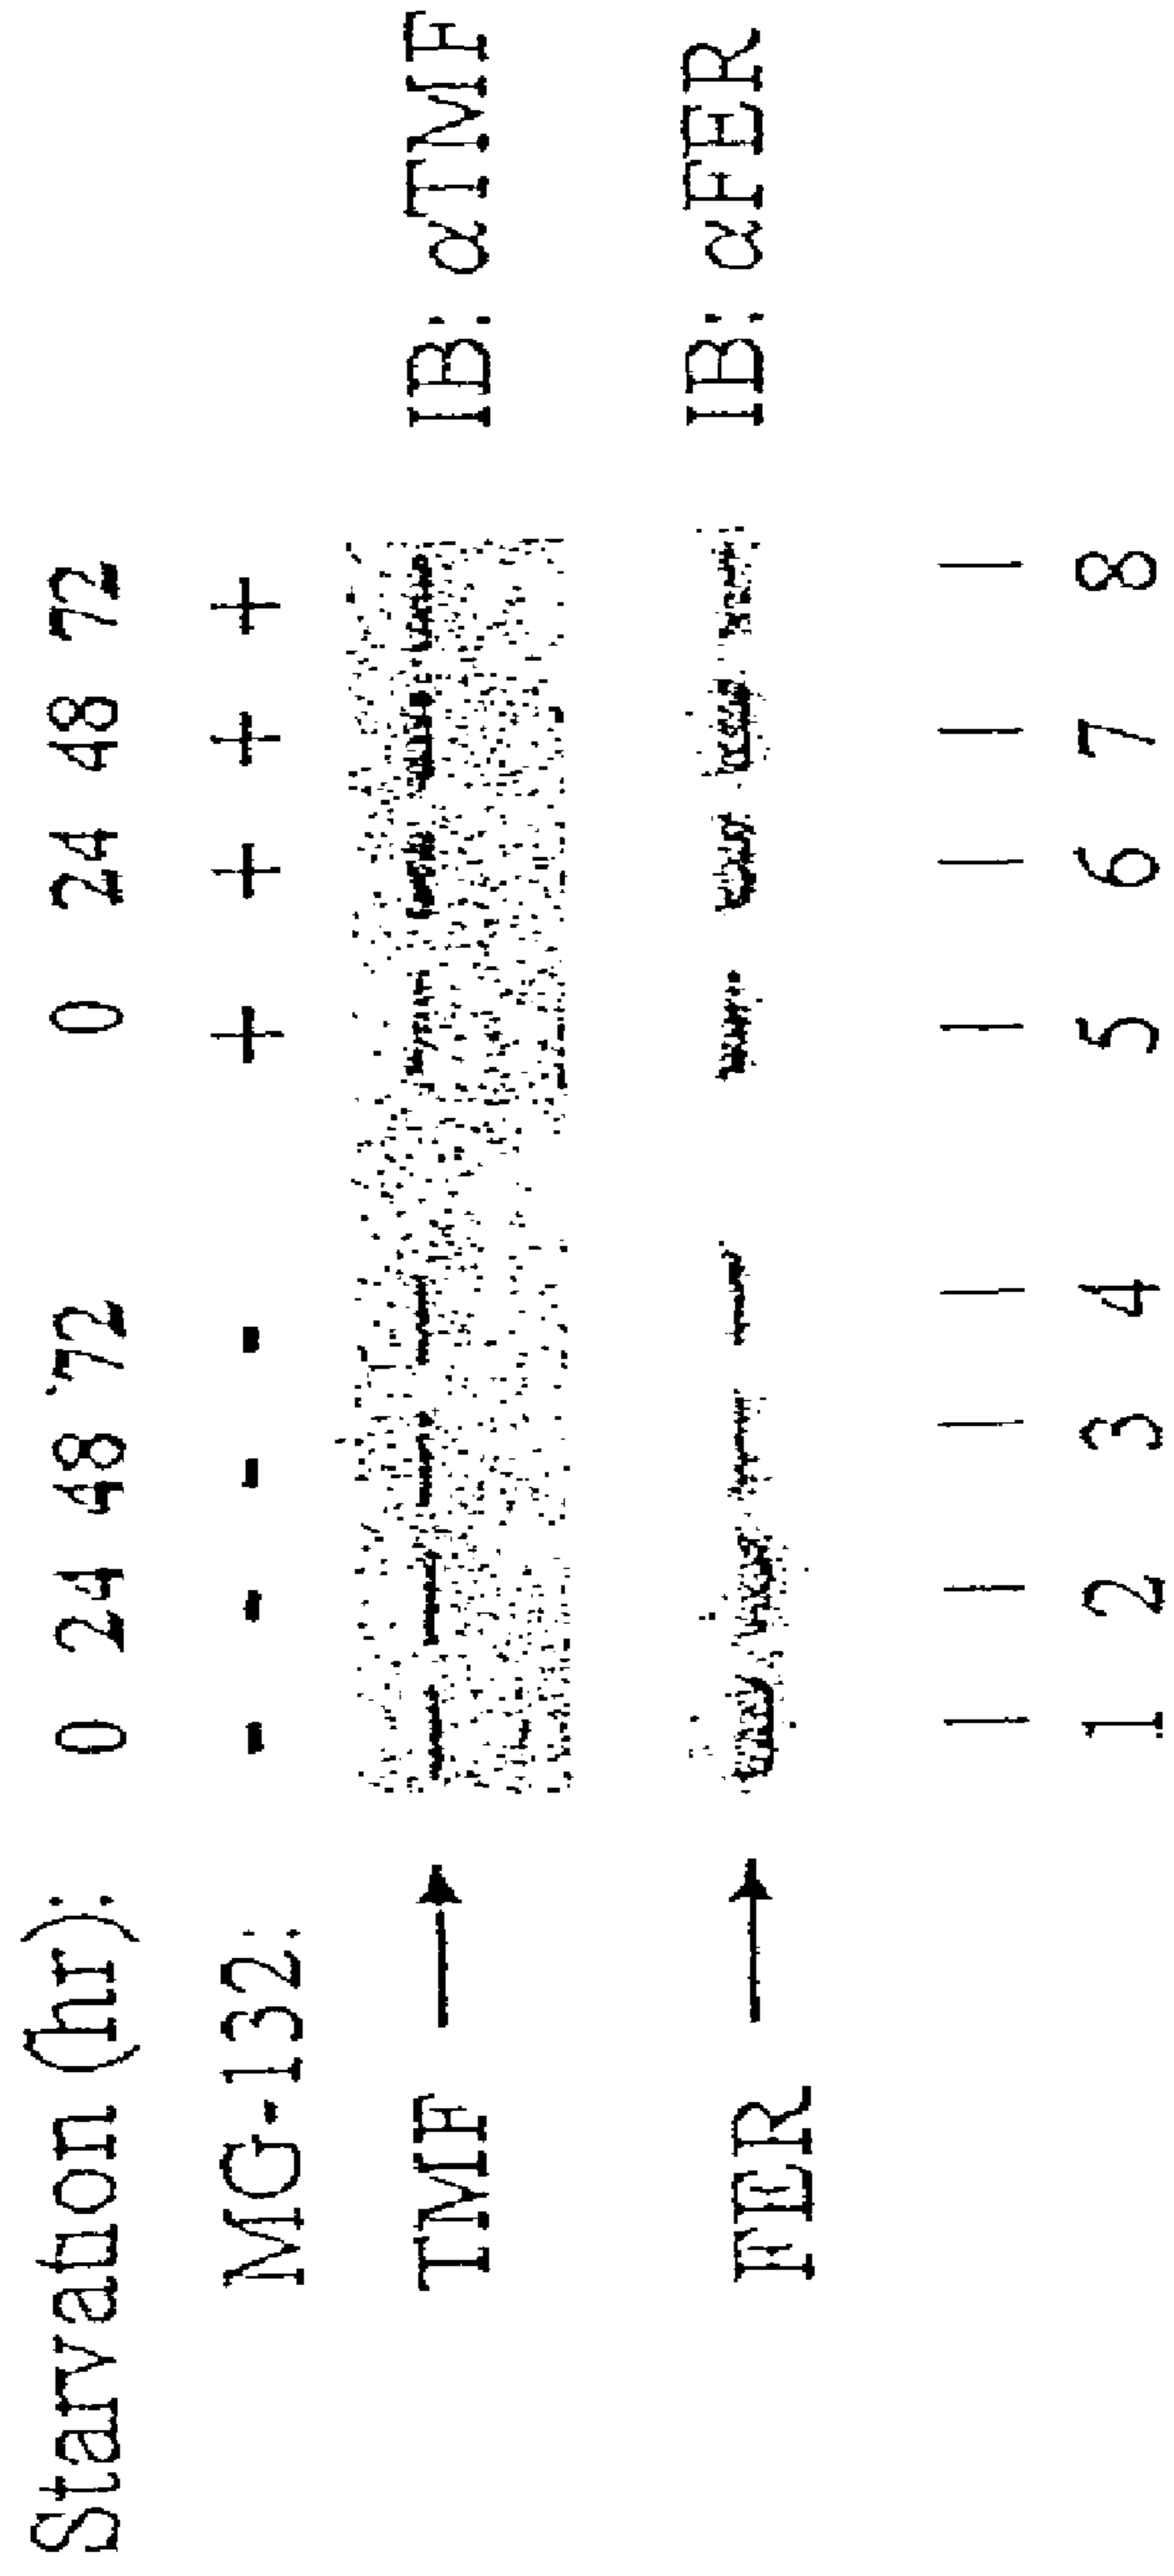 Starvation (hr): 0 24 48 72 0 24 48 72
MG-132: - - - - + + + +
TMF → IB: αTMF
FER → IB: αFER
1 2 3 4 5 6 7 8